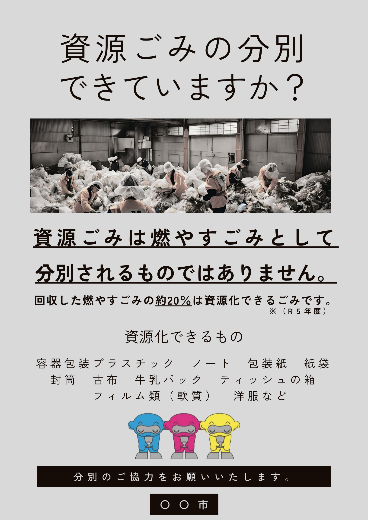 資源ごみの分別
できていますか？
資源ごみは燃やすごみとして
分別されるものではありません。
回収した燃やすごみの約20%は資源化できるごみです。
※（R５年度）
資源化できるもの
容器包装プラスチック　ノート　包装紙　紙袋
封筒　古布　牛乳パック　ティッシュの箱
フィルム類（軟質）　洋服など
分別のご協力をお願いいたします。
〇〇市